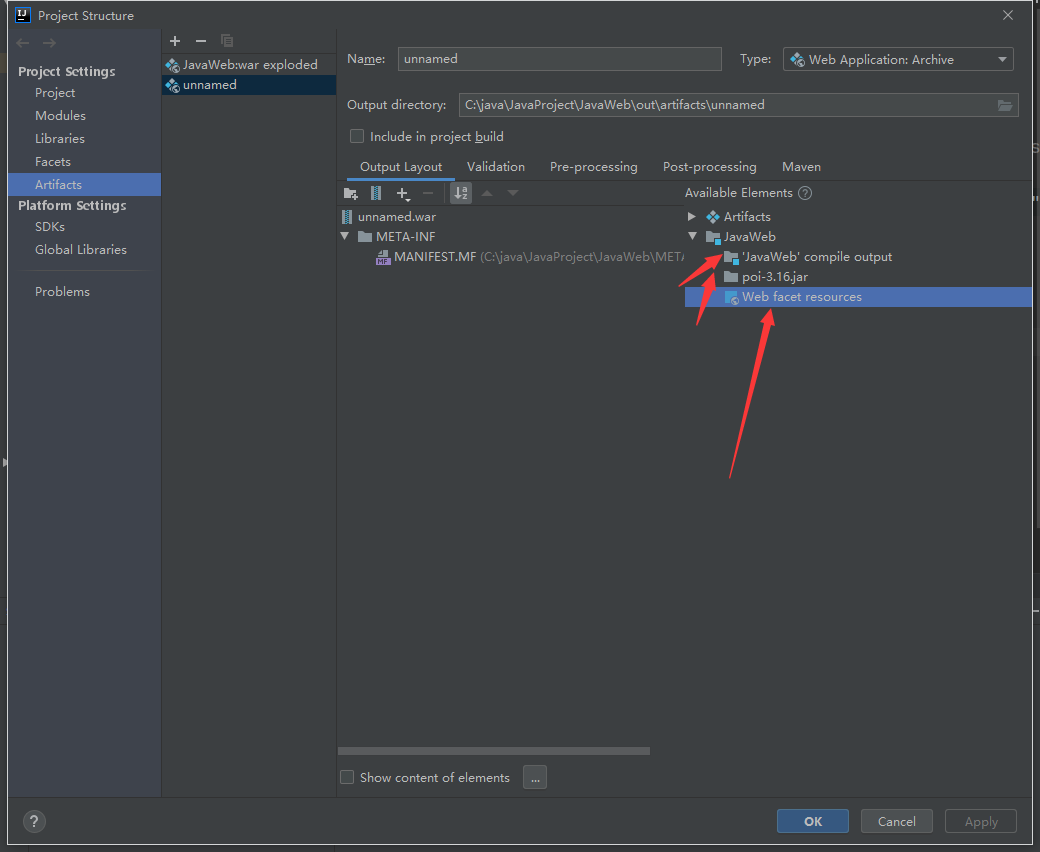 Project Structure
Project Settings
Project
Modules
Libraries
Facets
Artifacts
Platform Settings
SDKs
Global Libraries
Problems
JavaWeb:war exploded
unnamed
Name: unnamed Type: Web Application: Archive
Output directory: C:\java\JavaProject\JavaWeb\out\artifacts\unnamed
Include in project build
Output Layout Validation Pre-processing Post-processing Maven
Available Elements ?
unnamed.war
META-INF
MANIFEST.MF (C:\java\JavaProject\JavaWeb\META
Artifacts
JavaWeb
'JavaWeb' compile output
poi-3.16.jar
Web facet resources
Show content of elements ...
? OK Cancel Apply